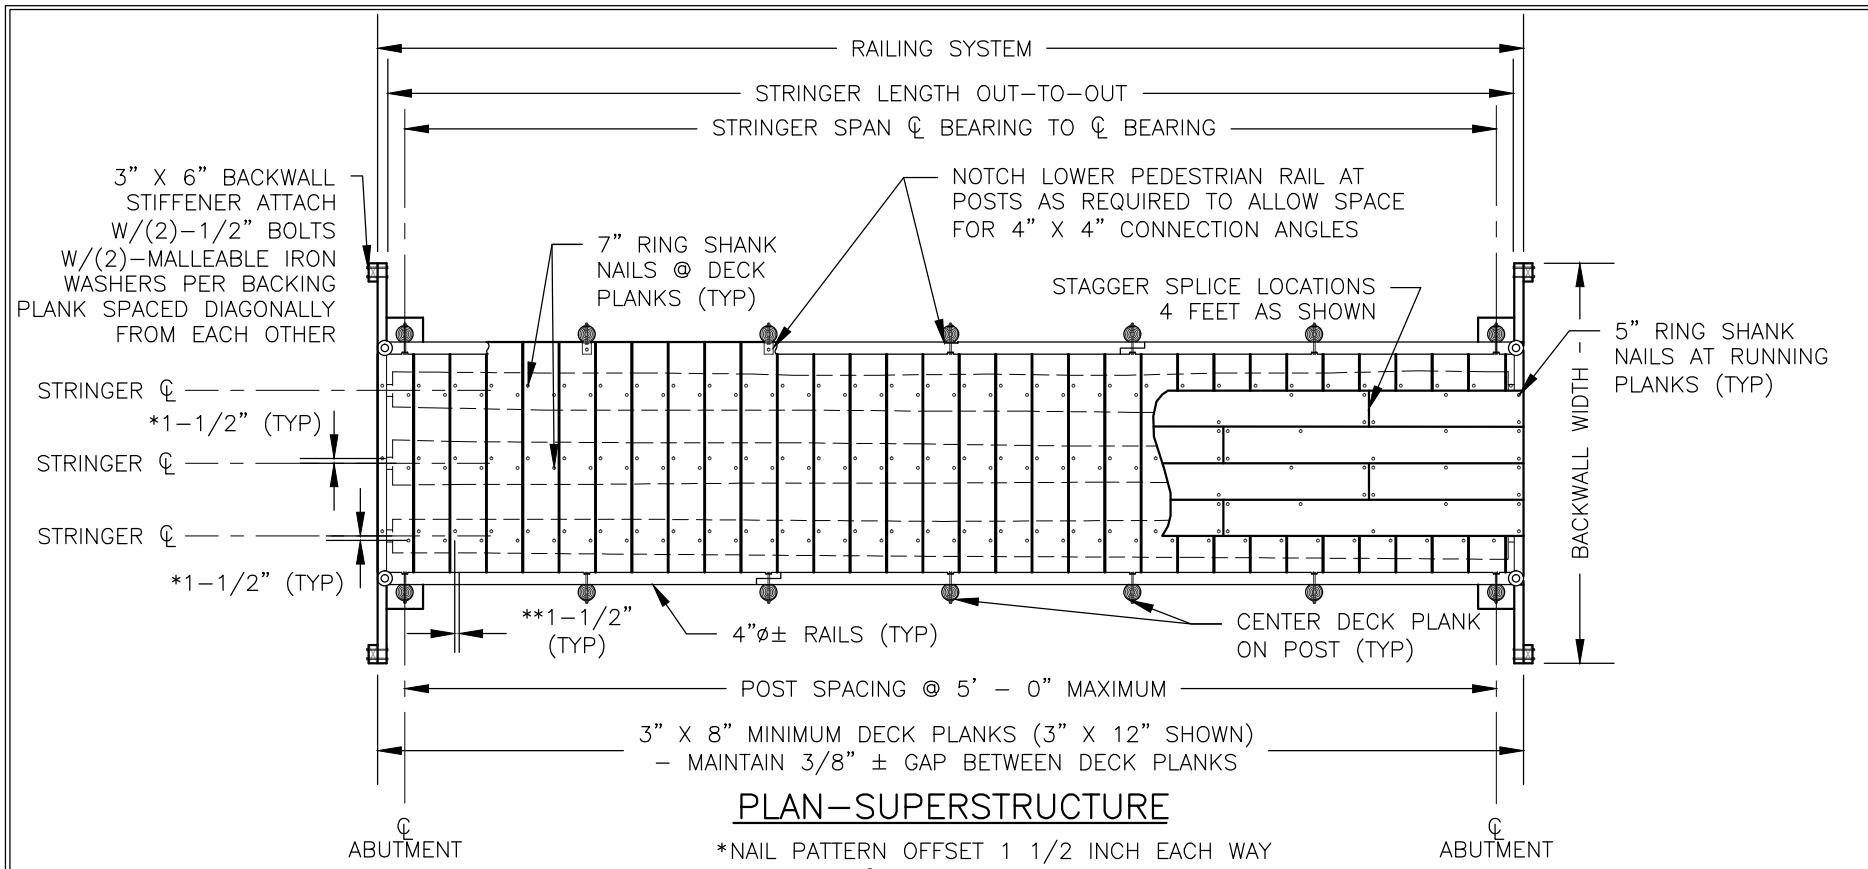 RAILING SYSTEM
STRINGER LENGTH OUT-TO-OUT
STRINGER SPAN ℄ BEARING TO ℄ BEARING
3" X 6" BACKWALL
STIFFENER ATTACH
W/(2)-1/2" BOLTS
W/(2)-MALLEABLE IRON
WASHERS PER BACKING
PLANK SPACED DIAGONALLY
FROM EACH OTHER
7" RING SHANK
NAILS @ DECK
PLANKS (TYP)
NOTCH LOWER PEDESTRIAN RAIL AT
POSTS AS REQUIRED TO ALLOW SPACE
FOR 4" X 4" CONNECTION ANGLES
STAGGER SPLICE LOCATIONS
4 FEET AS SHOWN
5" RING SHANK
NAILS AT RUNNING
PLANKS (TYP)
STRINGER ℄
*1-1/2" (TYP)
STRINGER ℄
STRINGER ℄
*1-1/2" (TYP)
BACKWALL WIDTH
**1-1/2"
(TYP)
4"ø± RAILS (TYP)
CENTER DECK PLANK
ON POST (TYP)
POST SPACING @ 5' - 0" MAXIMUM
3" X 8" MINIMUM DECK PLANKS (3" X 12" SHOWN)
- MAINTAIN 3/8" ± GAP BETWEEN DECK PLANKS
PLAN-SUPERSTRUCTURE
℄
ABUTMENT
*NAIL PATTERN OFFSET 1 1/2 INCH EACH WAY
℄
ABUTMENT